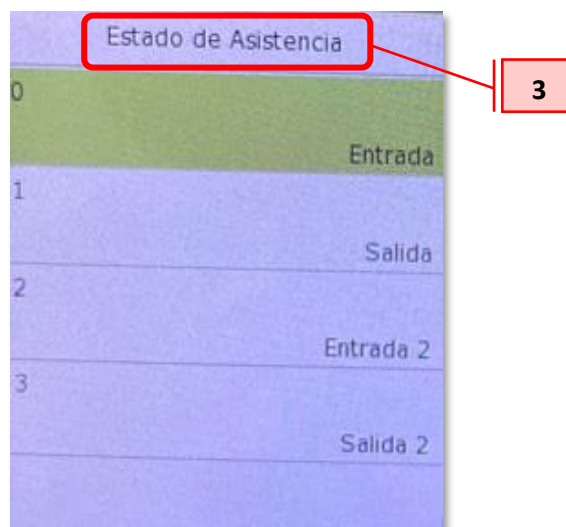 Estado de Asistencia
3
0
Entrada
1
Salida
2
Entrada 2
3
Salida 2